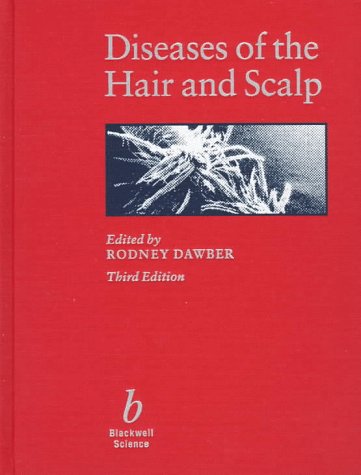 Diseases of the
Hair and Scalp
Edited by
RODNEY DAWBER
Third Edition
b
Blackwell
Science